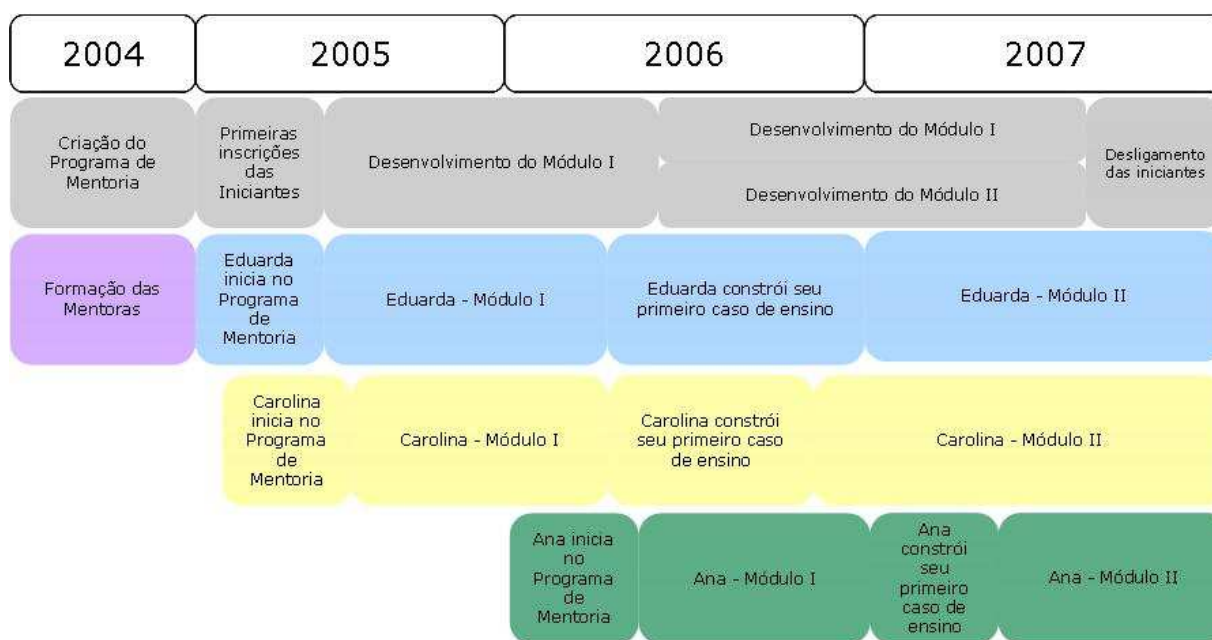 2004
2005
2006
2007
Criação do
Programa de
Mentoria
Primeiras
inscrições
das
Iniciantes
Desenvolvimento do Módulo I
Desenvolvimento do Módulo I
Desenvolvimento do Módulo II
Desligamento
das iniciantes
Formação das
Mentoras
Eduarda
inicia no
Programa
de
Mentoria
Eduarda - Módulo I
Eduarda constrói seu
primeiro caso de ensino
Eduarda - Módulo II
Carolina
inicia no
Programa
de
Mentoria
Carolina - Módulo I
Carolina constrói
seu primeiro caso
de ensino
Carolina - Módulo II
Ana inicia
no
Programa
de
Mentoria
Ana - Módulo I
Ana
constrói
seu
primeiro
caso de
ensino
Ana - Módulo II